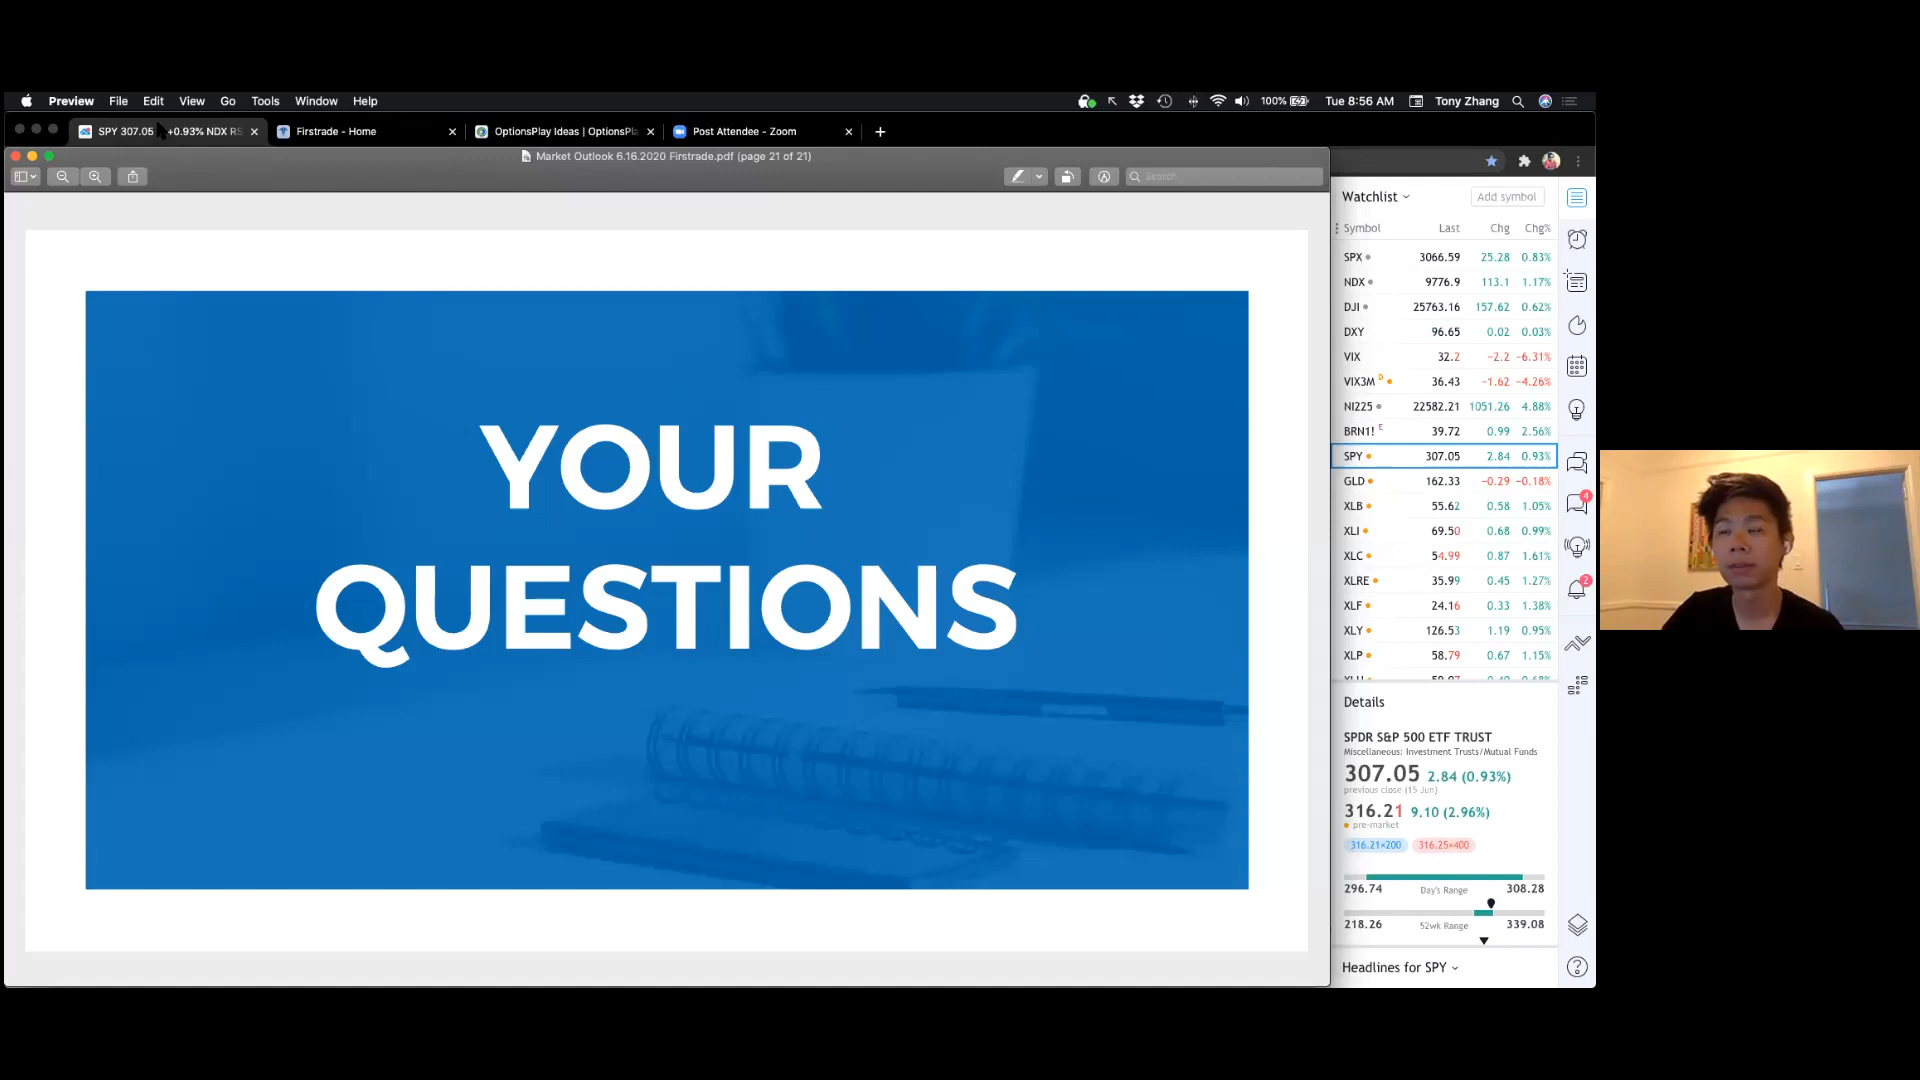 Preview File Edit View Go Tools Window Help 100% Tue 8:56 AM Tony Zhang
SPY 307.05 +0.93% NDX RS Firstrade - Home OptionsPlay Ideas | OptionsPla Post Attendee - Zoom
Market Outlook 6.16.2020 Firstrade.pdf (page 21 of 21)
Search
YOUR
QUESTIONS
Watchlist Add symbol
Symbol Last Chg Chg%
SPX 3066.59 25.28 0.83%
NDX 9776.9 113.1 1.17%
DJI 25763.16 157.62 0.62%
DXY 96.65 0.02 0.03%
VIX 32.2 −2.2 −6.31%
VIX3M D 36.43 −1.62 −4.26%
NI225 22582.21 1051.26 4.88%
BRN1! E 39.72 0.99 2.56%
SPY 307.05 2.84 0.93%
GLD 162.33 −0.29 −0.18%
XLB 55.62 0.58 1.05%
XLI 69.50 0.68 0.99%
XLC 54.99 0.87 1.61%
XLRE 35.99 0.45 1.27%
XLF 24.16 0.33 1.38%
XLY 126.53 1.19 0.95%
XLP 58.79 0.67 1.15%
Details
SPDR S&P 500 ETF TRUST
Miscellaneous: Investment Trusts/Mutual Funds
307.05 2.84 (0.93%)
previous close (15 Jun)
316.21 9.10 (2.96%)
pre-market
316.21×200 316.25×400
296.74 Day's Range 308.28
218.26 52wk Range 339.08
Headlines for SPY
4
2